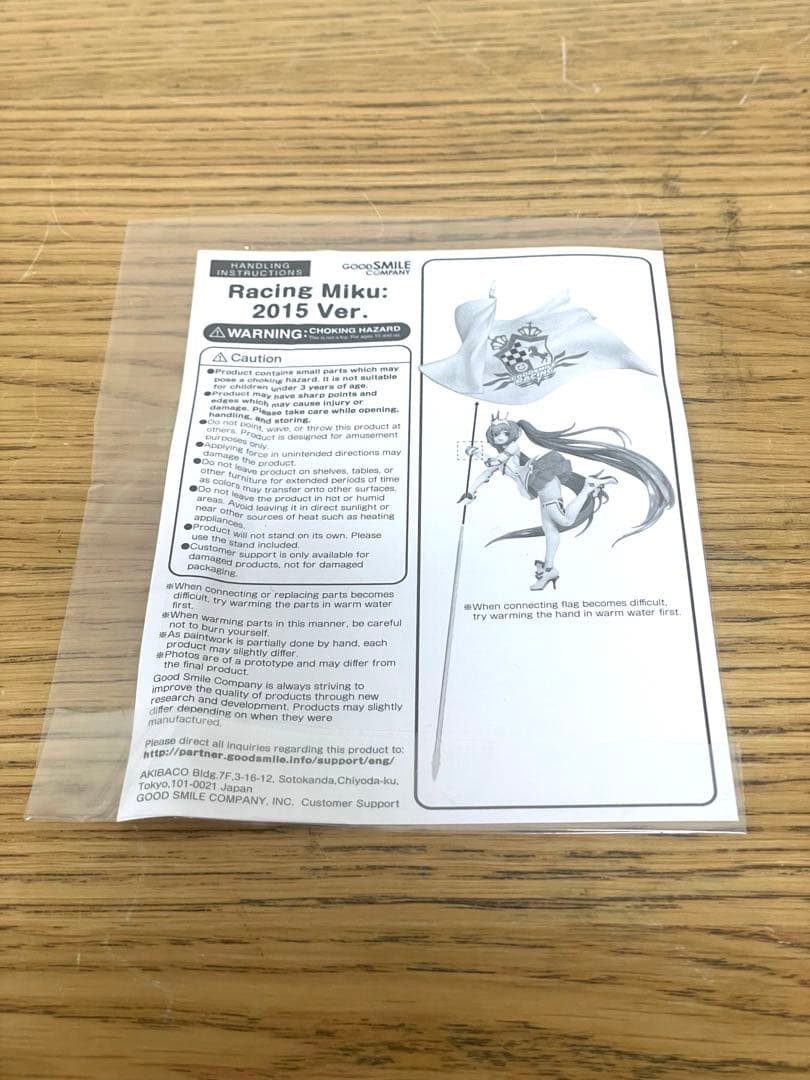 HANDLING
INSTRUCTIONS
GOOD SMILE
COMPANY
Racing Miku:
2015 Ver.
⚠WARNING: CHOKING HAZARD
This is not a toy. For ages 15 and up.
⚠ Caution
●Product contains small parts which may
pose a choking hazard. It is not suitable
for children under 3 years of age.
●Product may have sharp points and
edges which may cause injury or
damage. Please take care while opening,
handling, and storing.
●Do not point, wave, or throw this product at
others. Product is designed for amusement
purposes only.
●Applying force in unintended directions may
damage the product.
●Do not leave product on shelves, tables, or
other furniture for extended periods of time
as colors may transfer onto other surfaces.
●Do not leave the product in hot or humid
areas. Avoid leaving it in direct sunlight or
near other sources of heat such as heating
appliances.
●Product will not stand on its own. Please
use the stand included.
●Customer support is only available for
damaged products, not for damaged
packaging.
※When connecting or replacing parts becomes
difficult, try warming the parts in warm water
first.
※When warming parts in this manner, be careful
not to burn yourself.
※As paintwork is partially done by hand, each
product may slightly differ.
※Photos are of a prototype and may differ from
the final product.
Good Smile Company is always striving to
improve the quality of products through new
research and development. Products may slightly
differ depending on when they were
manufactured.
Please direct all inquiries regarding this product to:
http://partner.goodsmile.info/support/eng/
AKIBACO Bldg.7F,3-16-12, Sotokanda,Chiyoda-ku,
Tokyo,101-0021 Japan
GOOD SMILE COMPANY, INC. Customer Support
GOODSMILE
RACING
※When connecting flag becomes difficult,
try warming the hand in warm water first.